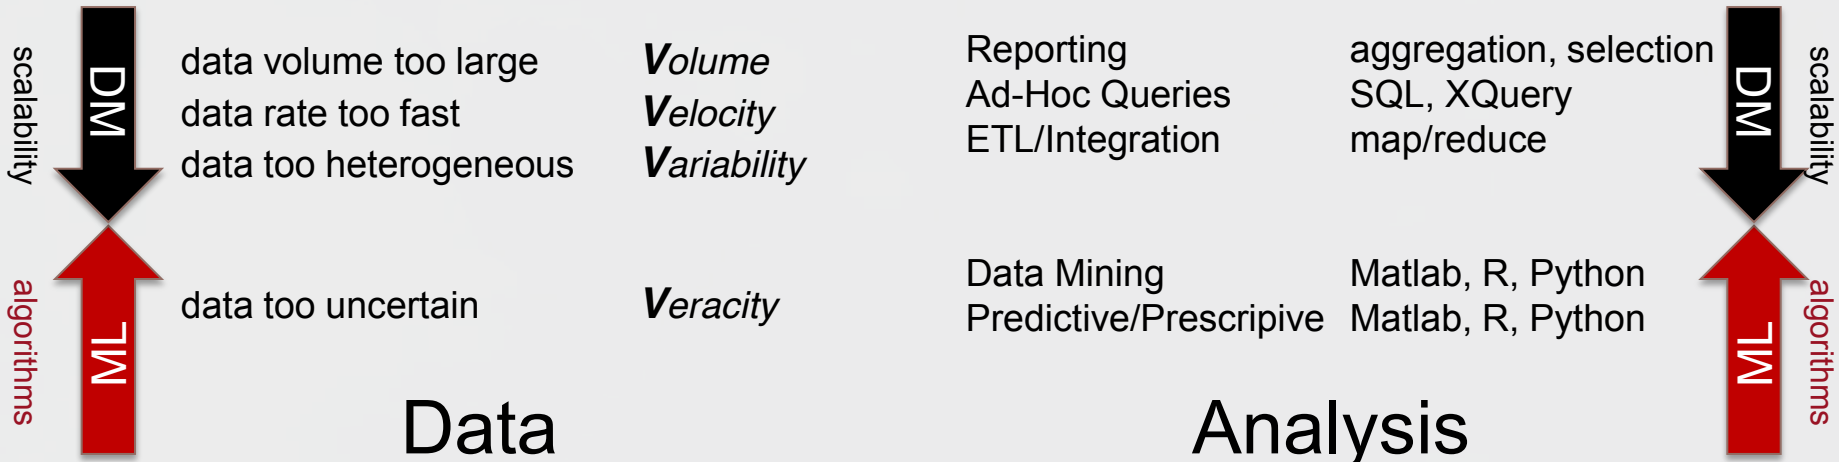 scalability
DM
data volume too large Volume
data rate too fast Velocity
data too heterogeneous Variability
algorithms
ML
data too uncertain Veracity
Data
Reporting aggregation, selection
Ad-Hoc Queries SQL, XQuery
ETL/Integration map/reduce
DM
scalability
Data Mining Matlab, R, Python
Predictive/Prescripive Matlab, R, Python
ML
algorithms
Analysis